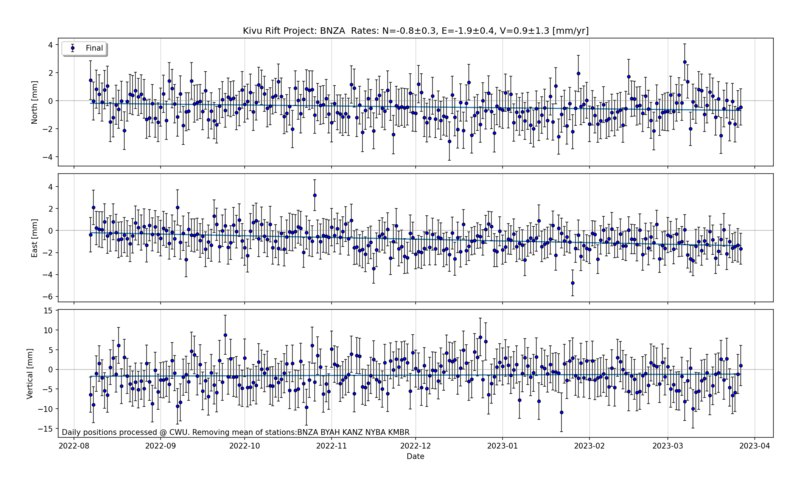 Kivu Rift Project: BNZA Rates: N=-0.8±0.3, E=-1.9±0.4, V=0.9±1.3 [mm/yr]
Final
North [mm]
4
2
0
−2
−4
East [mm]
4
2
0
−2
−4
−6
Vertical [mm]
15
10
5
0
−5
−10
−15
Daily positions processed @ CWU. Removing mean of stations:BNZA BYAH KANZ NYBA KMBR
2022-08 2022-09 2022-10 2022-11 2022-12 2023-01 2023-02 2023-03 2023-04
Date